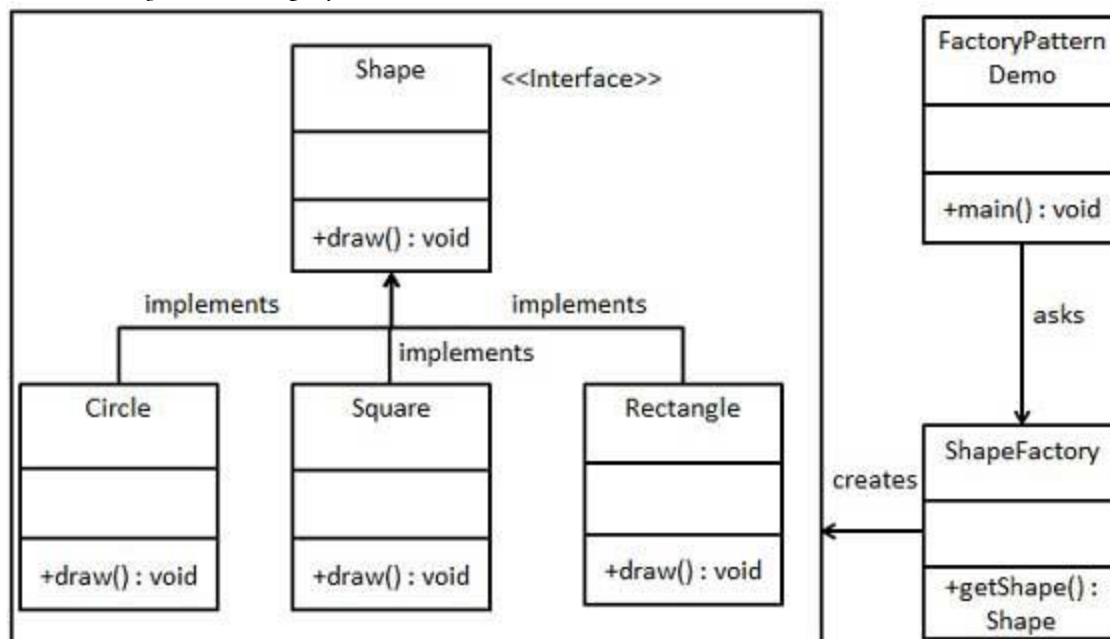 Shape
<<Interface>>
+draw() : void
implements
implements
implements
Circle
+draw() : void
Square
+draw() : void
Rectangle
+draw() : void
FactoryPattern
Demo
+main() : void
asks
ShapeFactory
creates
+getShape() :
Shape